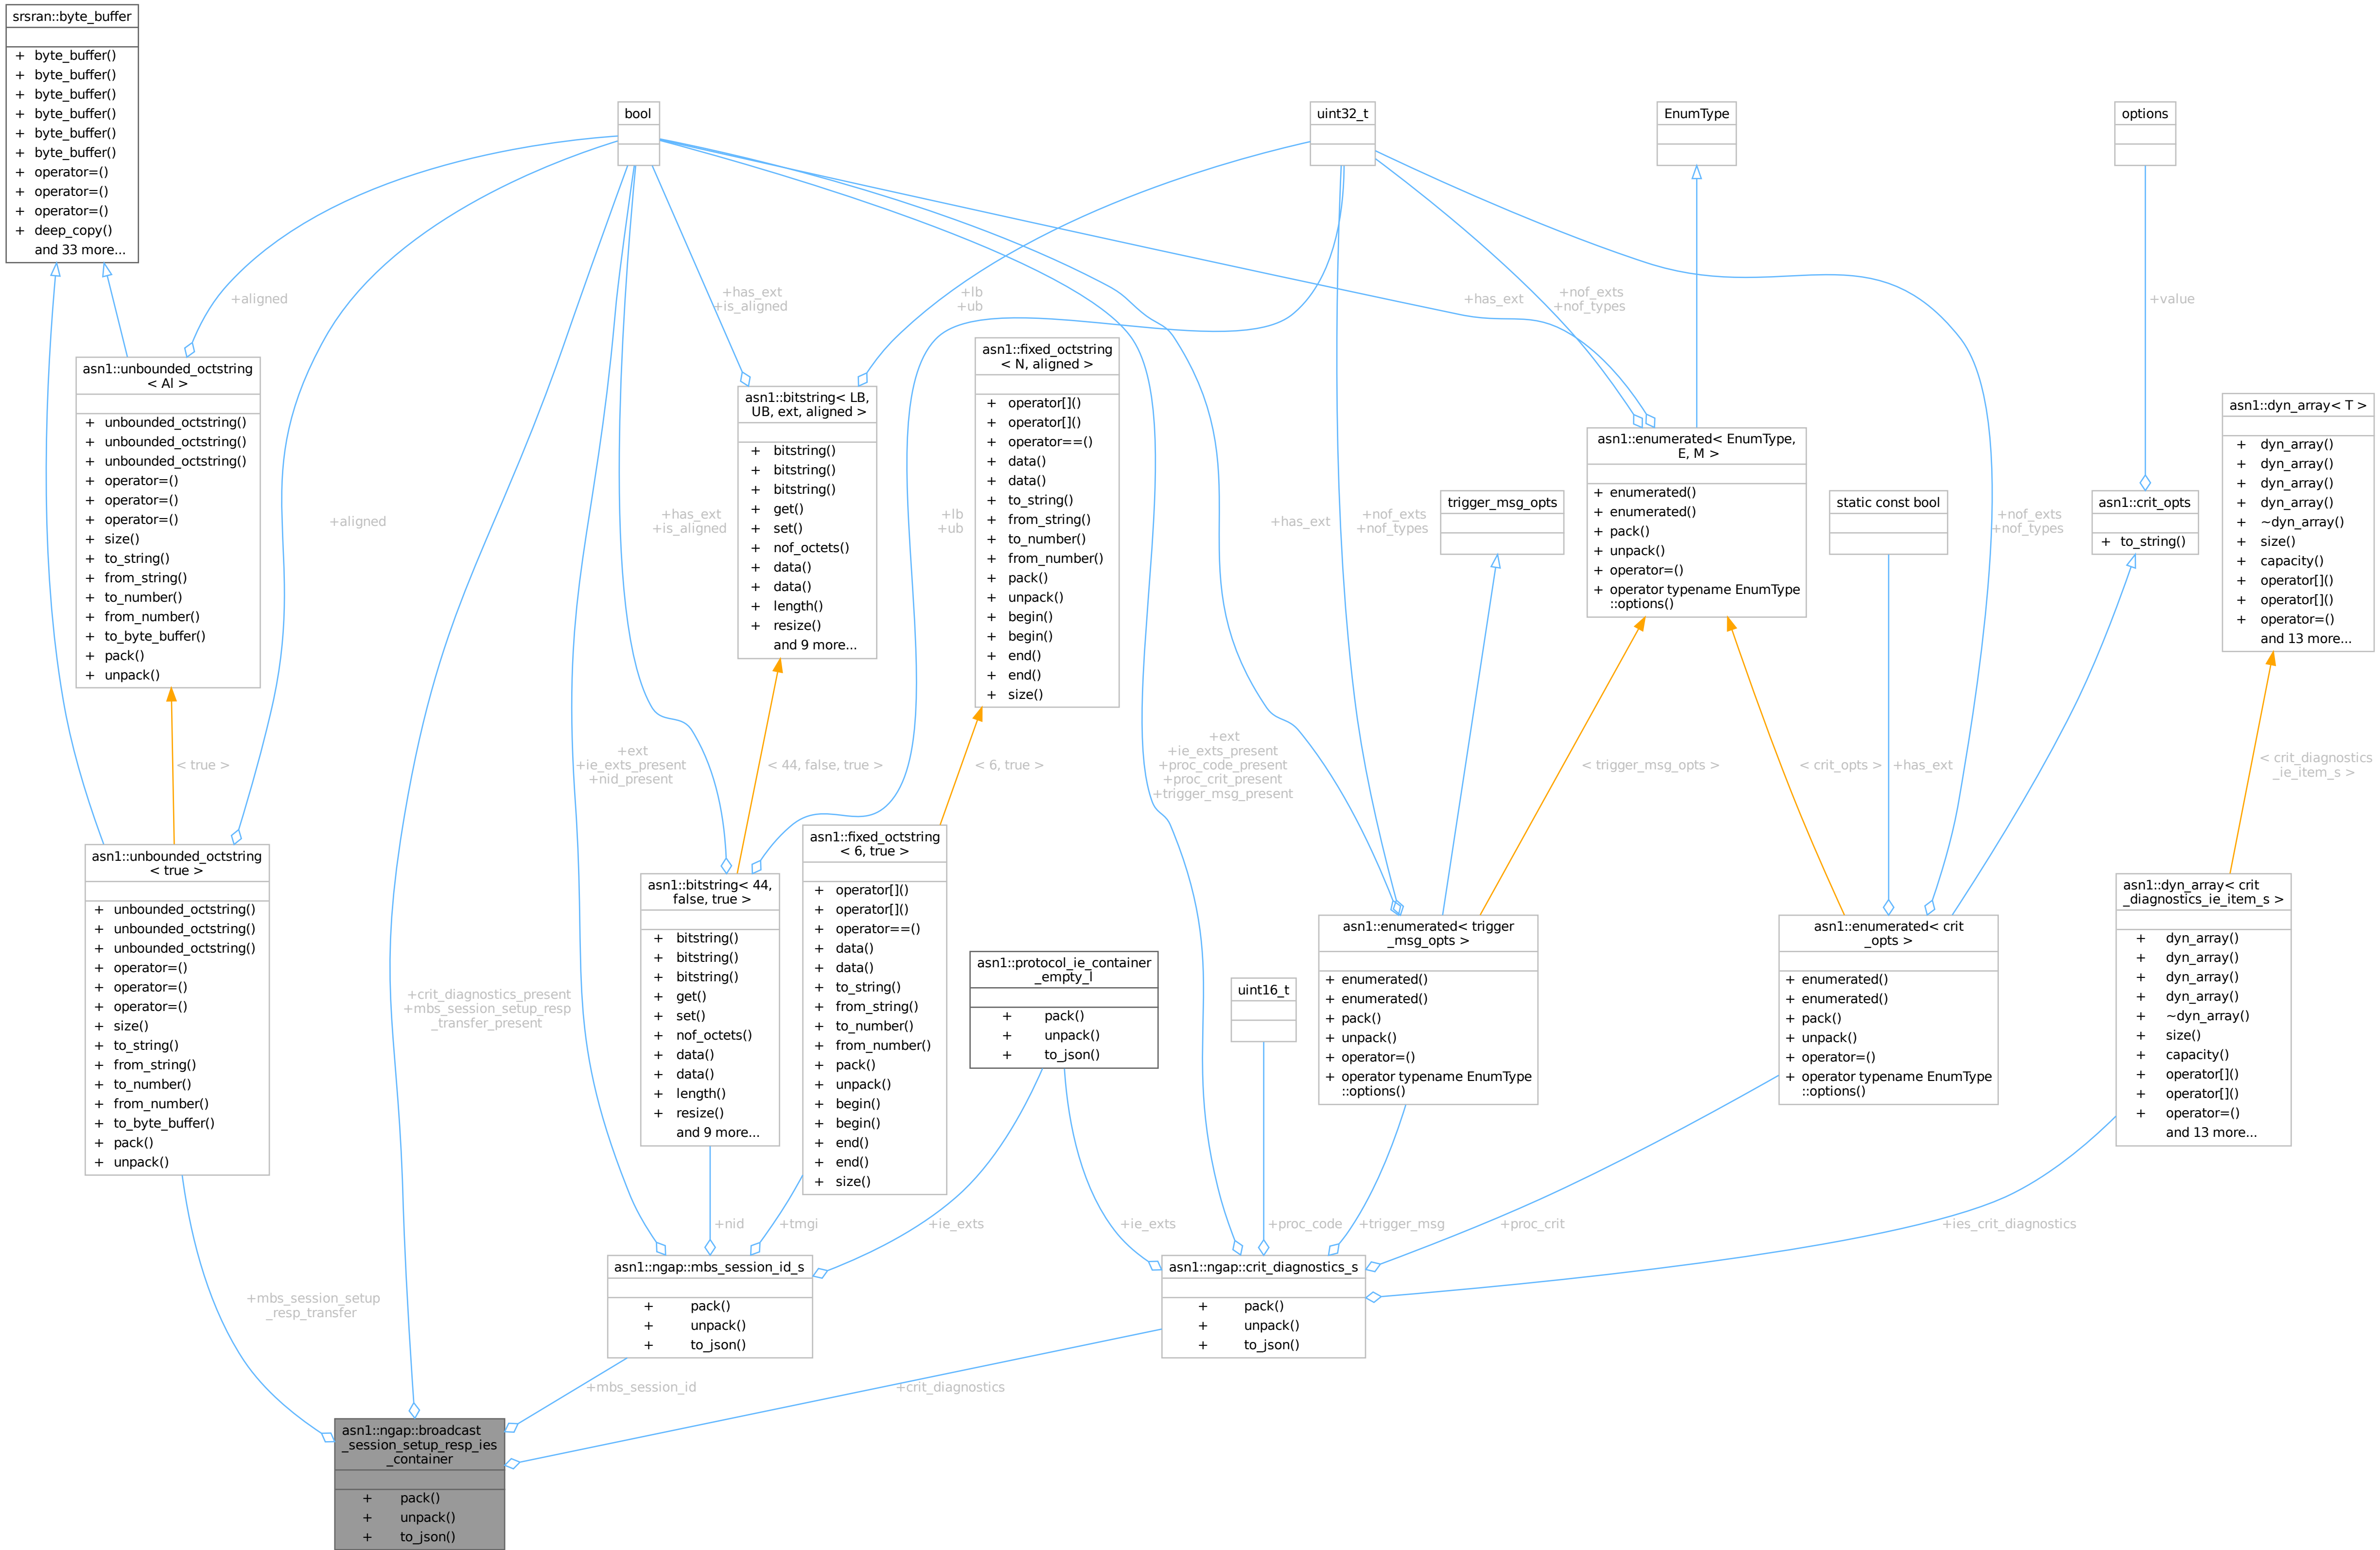 srsran::byte_buffer
+ byte_buffer()
+ byte_buffer()
+ byte_buffer()
+ byte_buffer()
+ byte_buffer()
+ byte_buffer()
+ operator=()
+ operator=()
+ operator=()
+ deep_copy()
and 33 more...
bool
uint32_t
EnumType
options
+aligned
+has_ext
+is_aligned
+lb
+ub
+has_ext
+nof_exts
+nof_types
+value
asn1::unbounded_octstring
< Al >
+ unbounded_octstring()
+ unbounded_octstring()
+ unbounded_octstring()
+ operator=()
+ operator=()
+ operator=()
+ size()
+ to_string()
+ from_string()
+ to_number()
+ from_number()
+ to_byte_buffer()
+ pack()
+ unpack()
+aligned
+has_ext
+is_aligned
asn1::bitstring< LB,
UB, ext, aligned >
+ bitstring()
+ bitstring()
+ bitstring()
+ get()
+ set()
+ nof_octets()
+ data()
+ data()
+ length()
+ resize()
and 9 more...
+lb
+ub
asn1::fixed_octstring
< N, aligned >
+ operator[]()
+ operator[]()
+ operator==()
+ data()
+ data()
+ to_string()
+ from_string()
+ to_number()
+ from_number()
+ pack()
+ unpack()
+ begin()
+ begin()
+ end()
+ end()
+ size()
+has_ext
+nof_exts
+nof_types
trigger_msg_opts
asn1::enumerated< EnumType,
E, M >
+ enumerated()
+ enumerated()
+ pack()
+ unpack()
+ operator=()
+ operator typename EnumType
::options()
static const bool
+nof_exts
+nof_types
asn1::crit_opts
+ to_string()
asn1::dyn_array< T >
+ dyn_array()
+ dyn_array()
+ dyn_array()
+ dyn_array()
+ ~dyn_array()
+ size()
+ capacity()
+ operator[]()
+ operator[]()
+ operator=()
and 13 more...
< true >
+ext
+ie_exts_present
+nid_present
< 44, false, true >
< 6, true >
+ext
+ie_exts_present
+proc_code_present
+proc_crit_present
+trigger_msg_present
< trigger_msg_opts >
< crit_opts >
+has_ext
< crit_diagnostics
_ie_item_s >
asn1::unbounded_octstring
< true >
+ unbounded_octstring()
+ unbounded_octstring()
+ unbounded_octstring()
+ operator=()
+ operator=()
+ operator=()
+ size()
+ to_string()
+ from_string()
+ to_number()
+ from_number()
+ to_byte_buffer()
+ pack()
+ unpack()
+crit_diagnostics_present
+mbs_session_setup_resp
_transfer_present
asn1::bitstring< 44,
false, true >
+ bitstring()
+ bitstring()
+ bitstring()
+ get()
+ set()
+ nof_octets()
+ data()
+ data()
+ length()
+ resize()
and 9 more...
asn1::fixed_octstring
< 6, true >
+ operator[]()
+ operator[]()
+ operator==()
+ data()
+ data()
+ to_string()
+ from_string()
+ to_number()
+ from_number()
+ pack()
+ unpack()
+ begin()
+ begin()
+ end()
+ end()
+ size()
asn1::protocol_ie_container
_empty_l
+ pack()
+ unpack()
+ to_json()
uint16_t
asn1::enumerated< trigger
_msg_opts >
+ enumerated()
+ enumerated()
+ pack()
+ unpack()
+ operator=()
+ operator typename EnumType
::options()
asn1::enumerated< crit
_opts >
+ enumerated()
+ enumerated()
+ pack()
+ unpack()
+ operator=()
+ operator typename EnumType
::options()
asn1::dyn_array< crit
_diagnostics_ie_item_s >
+ dyn_array()
+ dyn_array()
+ dyn_array()
+ dyn_array()
+ ~dyn_array()
+ size()
+ capacity()
+ operator[]()
+ operator[]()
+ operator=()
and 13 more...
+nid
+tmgi
+ie_exts
+ie_exts
+proc_code
+trigger_msg
+proc_crit
+ies_crit_diagnostics
+mbs_session_setup
_resp_transfer
asn1::ngap::mbs_session_id_s
+ pack()
+ unpack()
+ to_json()
asn1::ngap::crit_diagnostics_s
+ pack()
+ unpack()
+ to_json()
+mbs_session_id
+crit_diagnostics
asn1::ngap::broadcast
_session_setup_resp_ies
_container
+ pack()
+ unpack()
+ to_json()